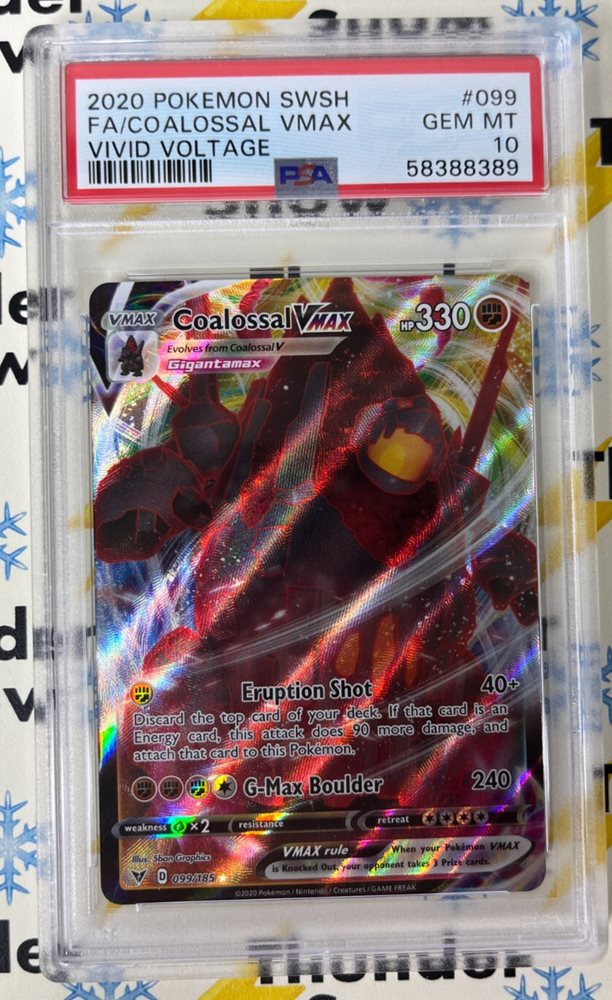 2020 POKEMON SWSH #099
FA/COALOSSAL VMAX GEM MT
VIVID VOLTAGE 10
PSA 58388389
VMAX Coalossal VMAX HP 330
Evolves from Coalossal V
Gigantamax
Eruption Shot 40+
Discard the top card of your deck. If that card is an
Energy card, this attack does 90 more damage, and
attach that card to this Pokémon.
G-Max Boulder 240
weakness ×2 resistance retreat
Illus. 5ban Graphics
VMAX rule When your Pokémon VMAX
is Knocked Out, your opponent takes 3 Prize cards.
D 099/185
©2020 Pokémon / Nintendo / Creatures / GAME FREAK
Thunder
Snow